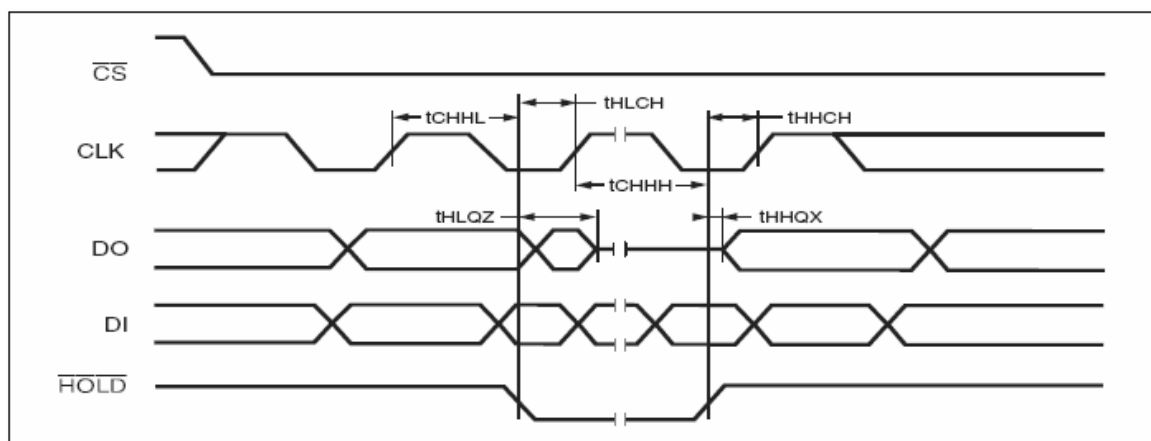 CS
tHLCH
tCHHL
tHHCH
CLK
tCHHH
tHLQZ
tHHQX
DO
DI
HOLD